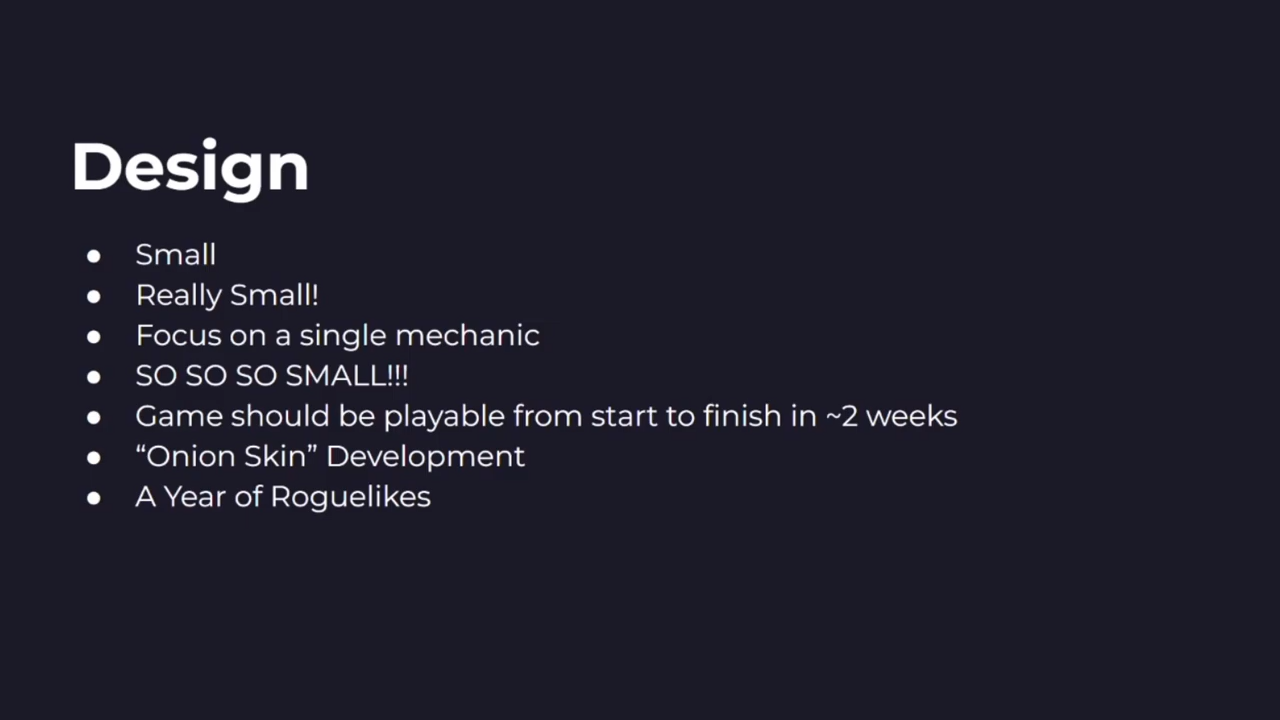 Design
● Small
● Really Small!
● Focus on a single mechanic
● SO SO SO SMALL!!!
● Game should be playable from start to finish in ~2 weeks
● “Onion Skin” Development
● A Year of Roguelikes